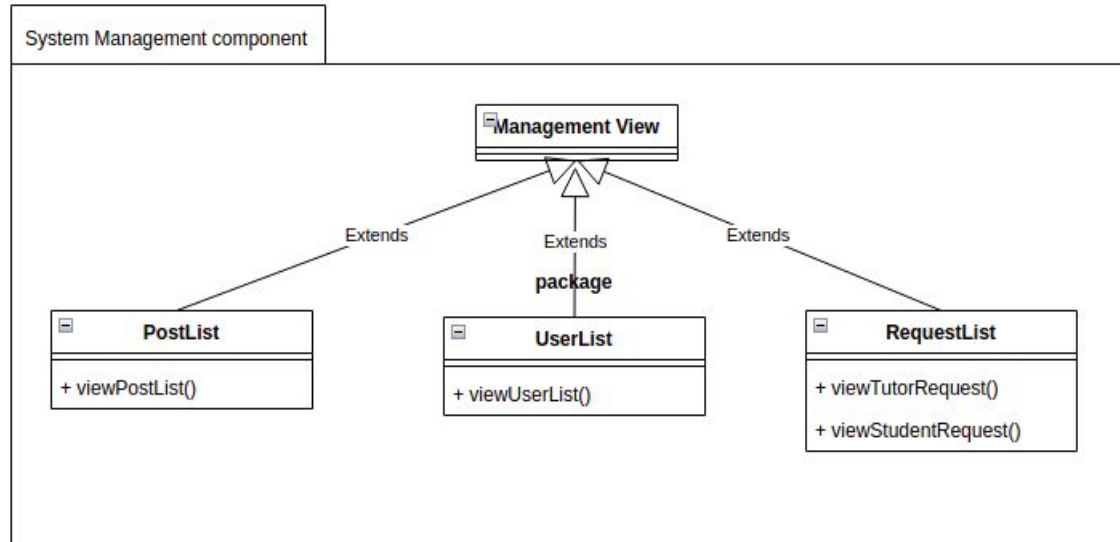 System Management component
Management View
Extends
Extends
Extends
package
PostList
UserList
RequestList
+ viewPostList()
+ viewUserList()
+ viewTutorRequest()
+ viewStudentRequest()